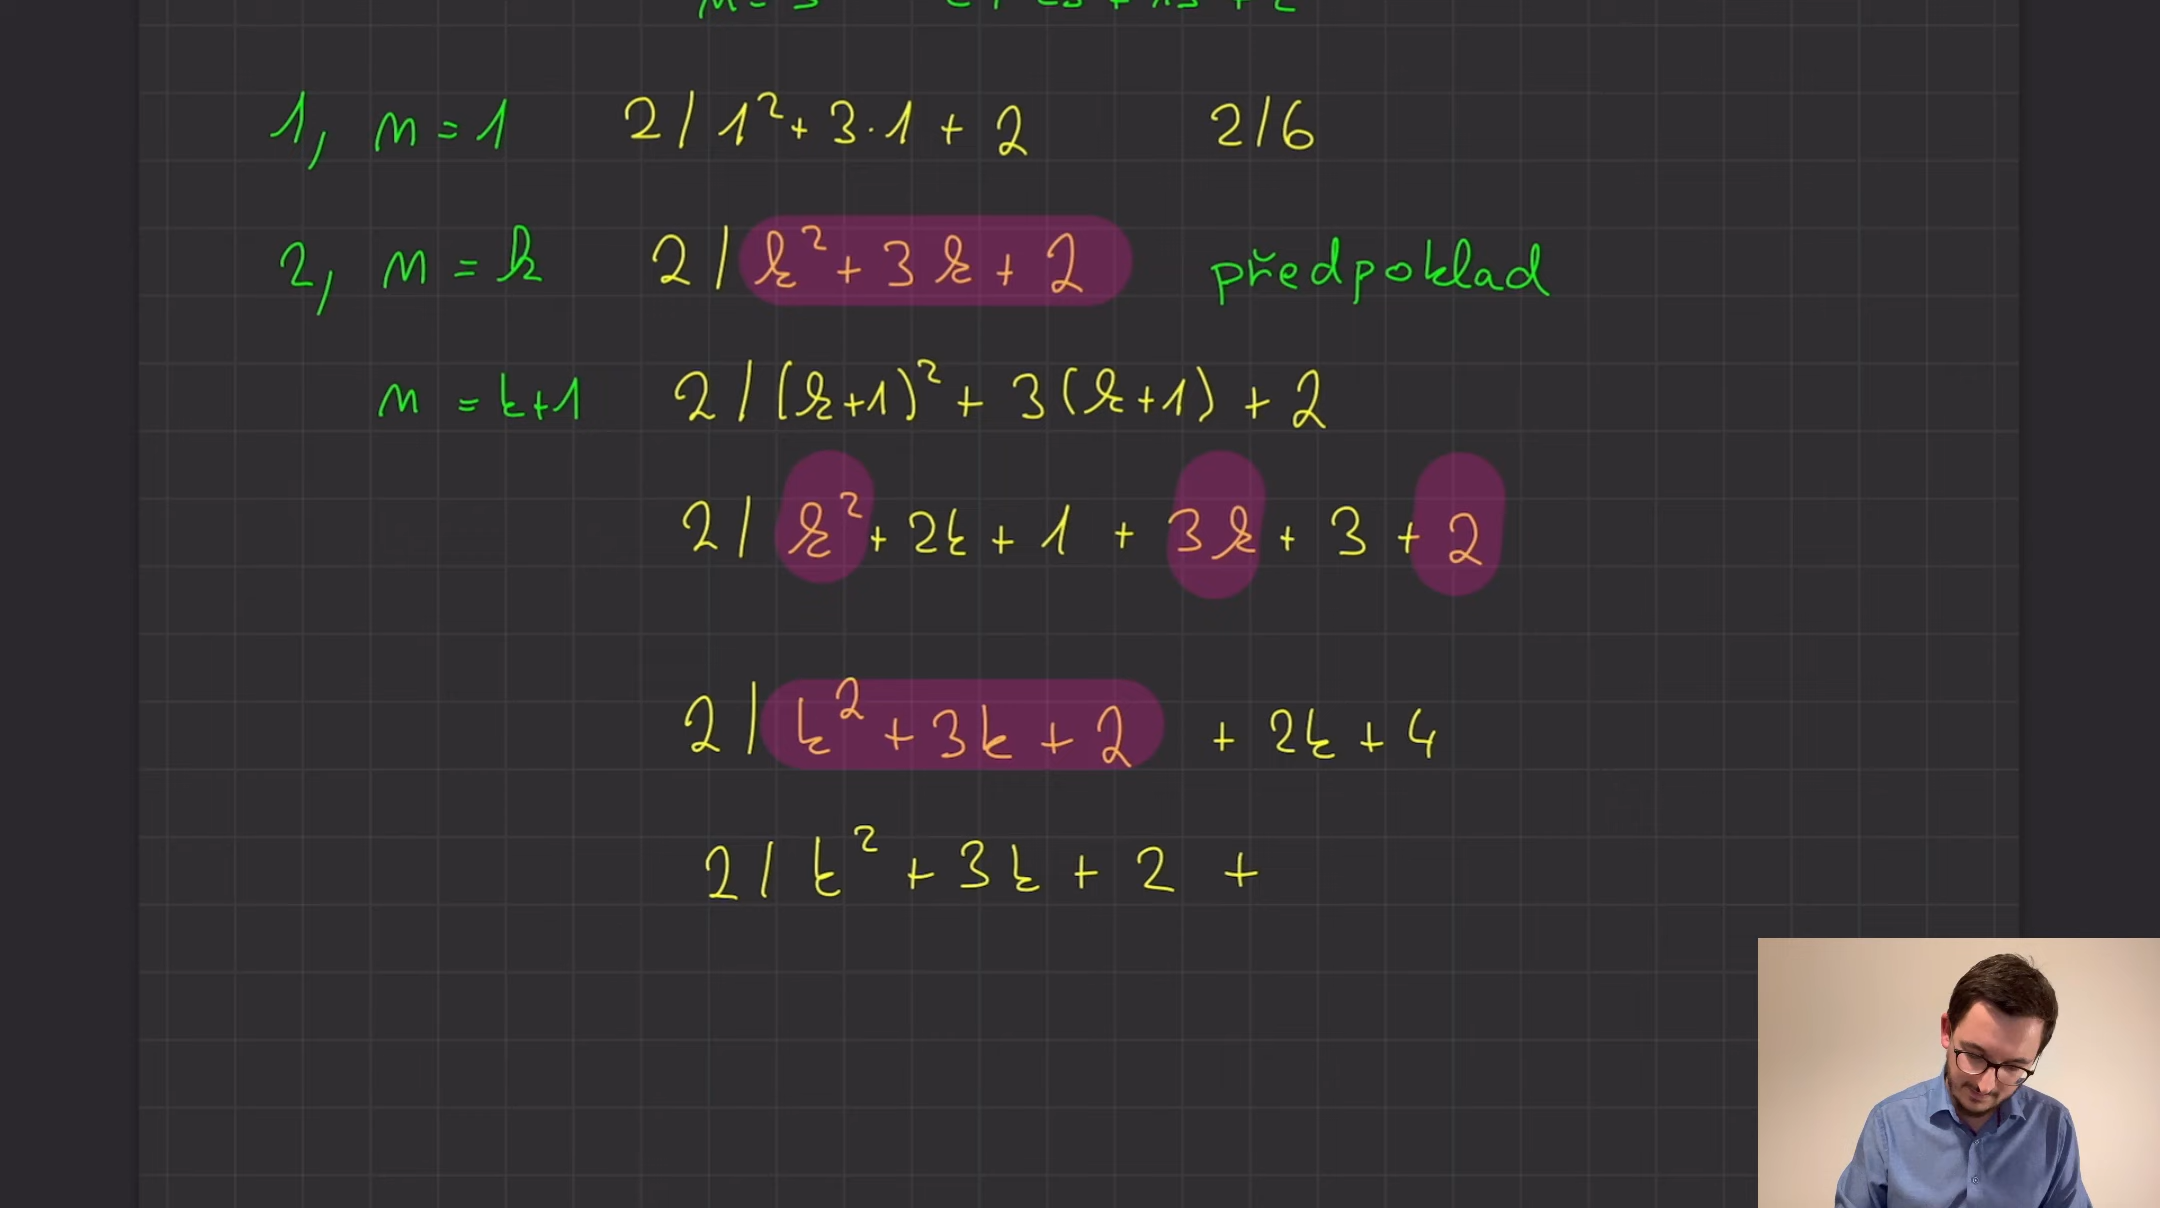 1, n = 1 2 / 1² + 3·1 + 2 2/6
2, n = k 2 / k² + 3k + 2 předpoklad
n = k+1 2 / (k+1)² + 3(k+1) + 2
2 / k² + 2k + 1 + 3k + 3 + 2
2 / k² + 3k + 2 + 2k + 4
2 / k² + 3k + 2 +